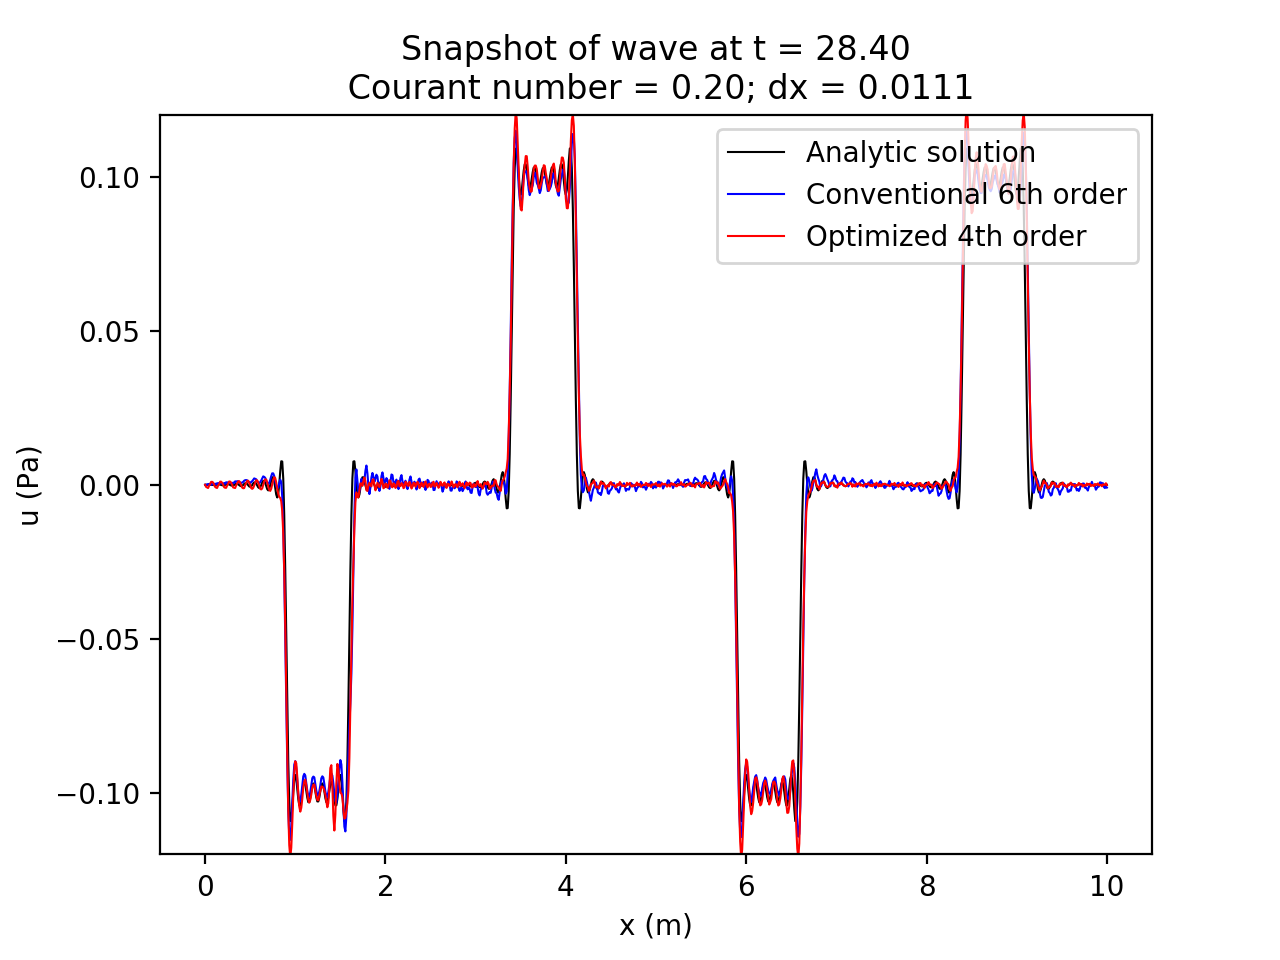 Snapshot of wave at t = 28.40
Courant number = 0.20; dx = 0.0111
Analytic solution
Conventional 6th order
Optimized 4th order
0.10
0.05
0.00
−0.05
−0.10
u (Pa)
0 2 4 6 8 10
x (m)